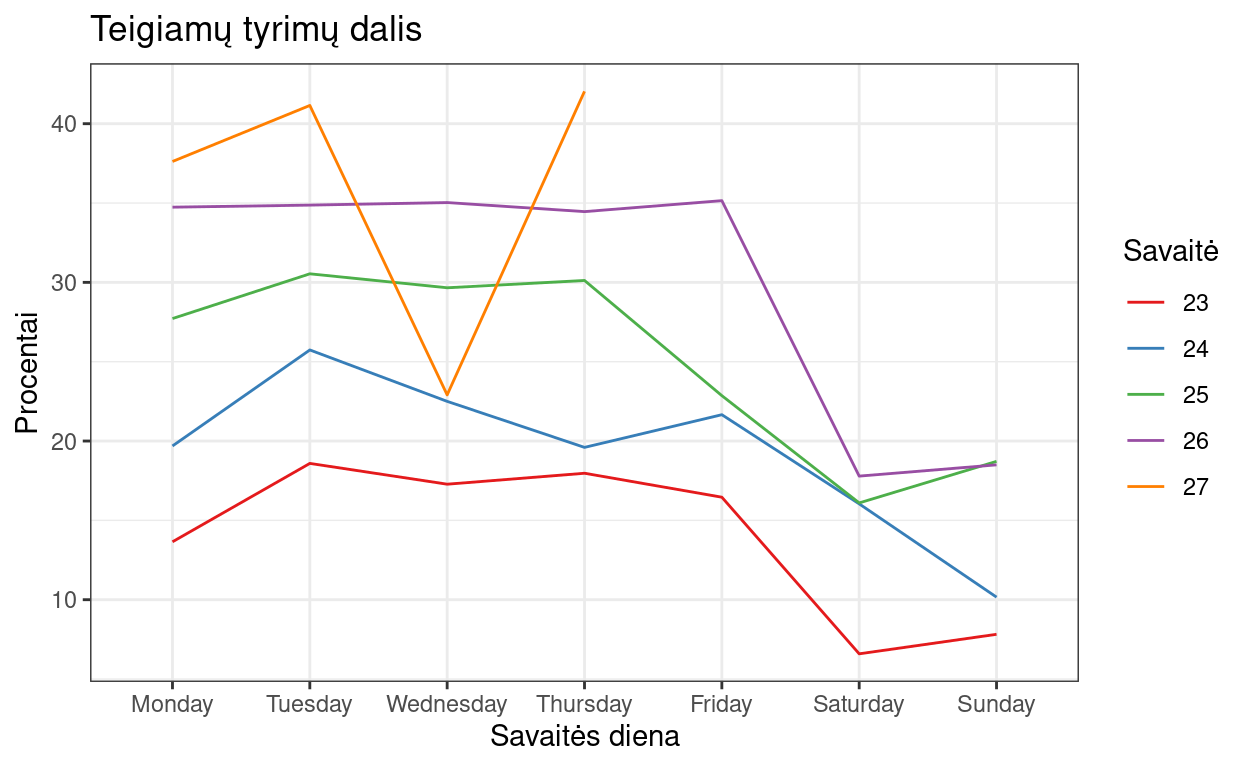 Teigiamų tyrimų dalis
Procentai
40
30
20
10
Monday Tuesday Wednesday Thursday Friday Saturday Sunday
Savaitės diena
Savaitė
23
24
25
26
27